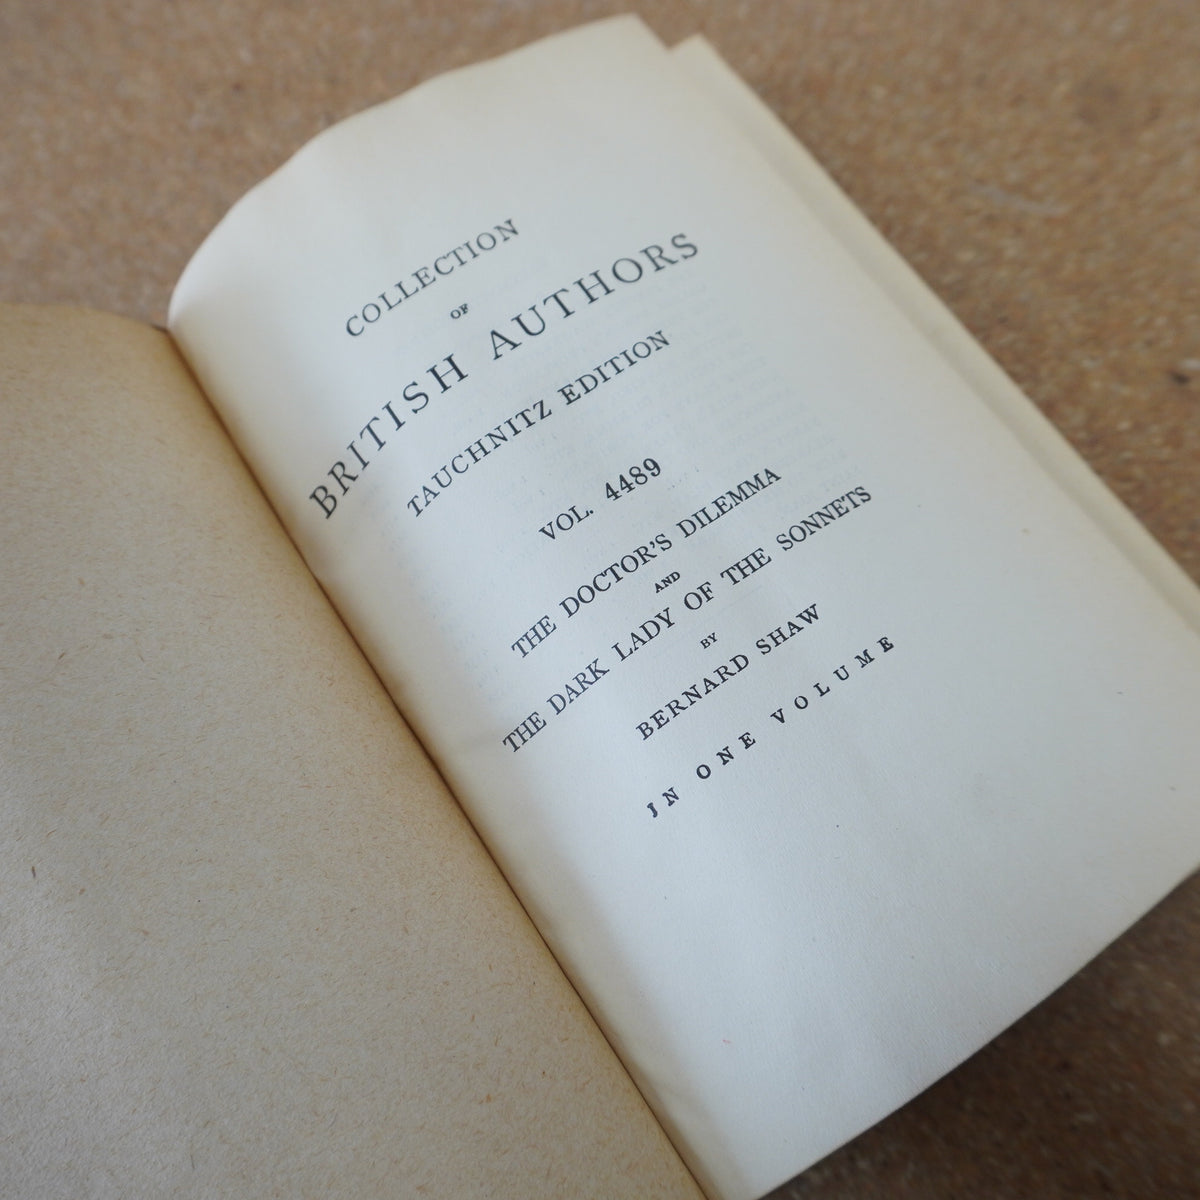 COLLECTION
OF
BRITISH AUTHORS
TAUCHNITZ EDITION
VOL. 4489
THE DOCTOR'S DILEMMA
AND
THE DARK LADY OF THE SONNETS
BY
BERNARD SHAW
IN ONE VOLUME